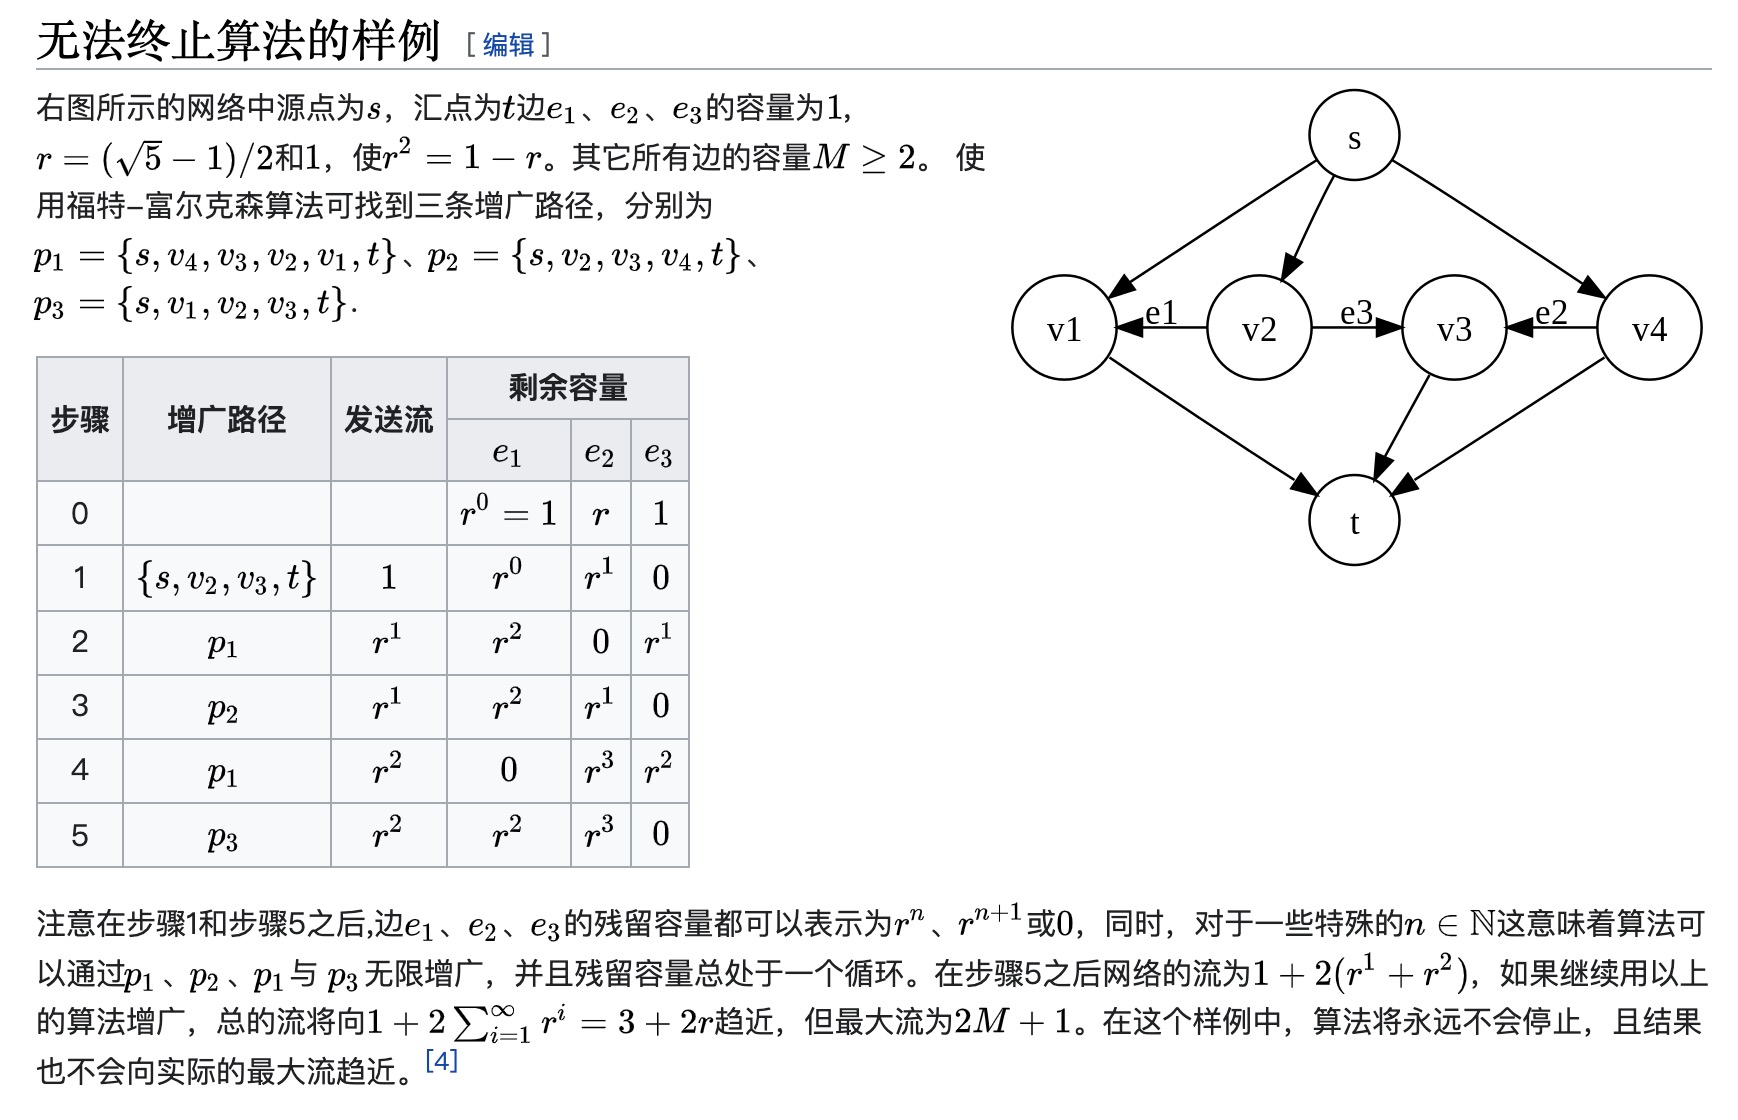 无法终止算法的样例 [ 编辑 ]
右图所示的网络中源点为s，汇点为t边e₁、e₂、e₃的容量为1,
r = (√5 − 1)/2和1，使r² = 1 − r。其它所有边的容量M ≥ 2。 使
用福特–富尔克森算法可找到三条增广路径，分别为
p₁ = {s, v₄, v₃, v₂, v₁, t}、p₂ = {s, v₂, v₃, v₄, t}、
p₃ = {s, v₁, v₂, v₃, t}.
步骤 增广路径 发送流 剩余容量
e₁ e₂ e₃
0 r⁰ = 1 r 1
1 {s, v₂, v₃, t} 1 r⁰ r¹ 0
2 p₁ r¹ r² 0 r¹
3 p₂ r¹ r² r¹ 0
4 p₁ r² 0 r³ r²
5 p₃ r² r² r³ 0
s
v1 e1 v2 e3 v3 e2 v4
t
注意在步骤1和步骤5之后,边e₁、e₂、e₃的残留容量都可以表示为rⁿ、rⁿ⁺¹或0，同时，对于一些特殊的n ∈ ℕ这意味着算法可
以通过p₁、p₂、p₁与 p₃无限增广，并且残留容量总处于一个循环。在步骤5之后网络的流为1 + 2(r¹ + r²)，如果继续用以上
的算法增广，总的流将向1 + 2 ∑_{i=1}^{∞} rⁱ = 3 + 2r趋近，但最大流为2M + 1。在这个样例中，算法将永远不会停止，且结果
也不会向实际的最大流趋近。[4]